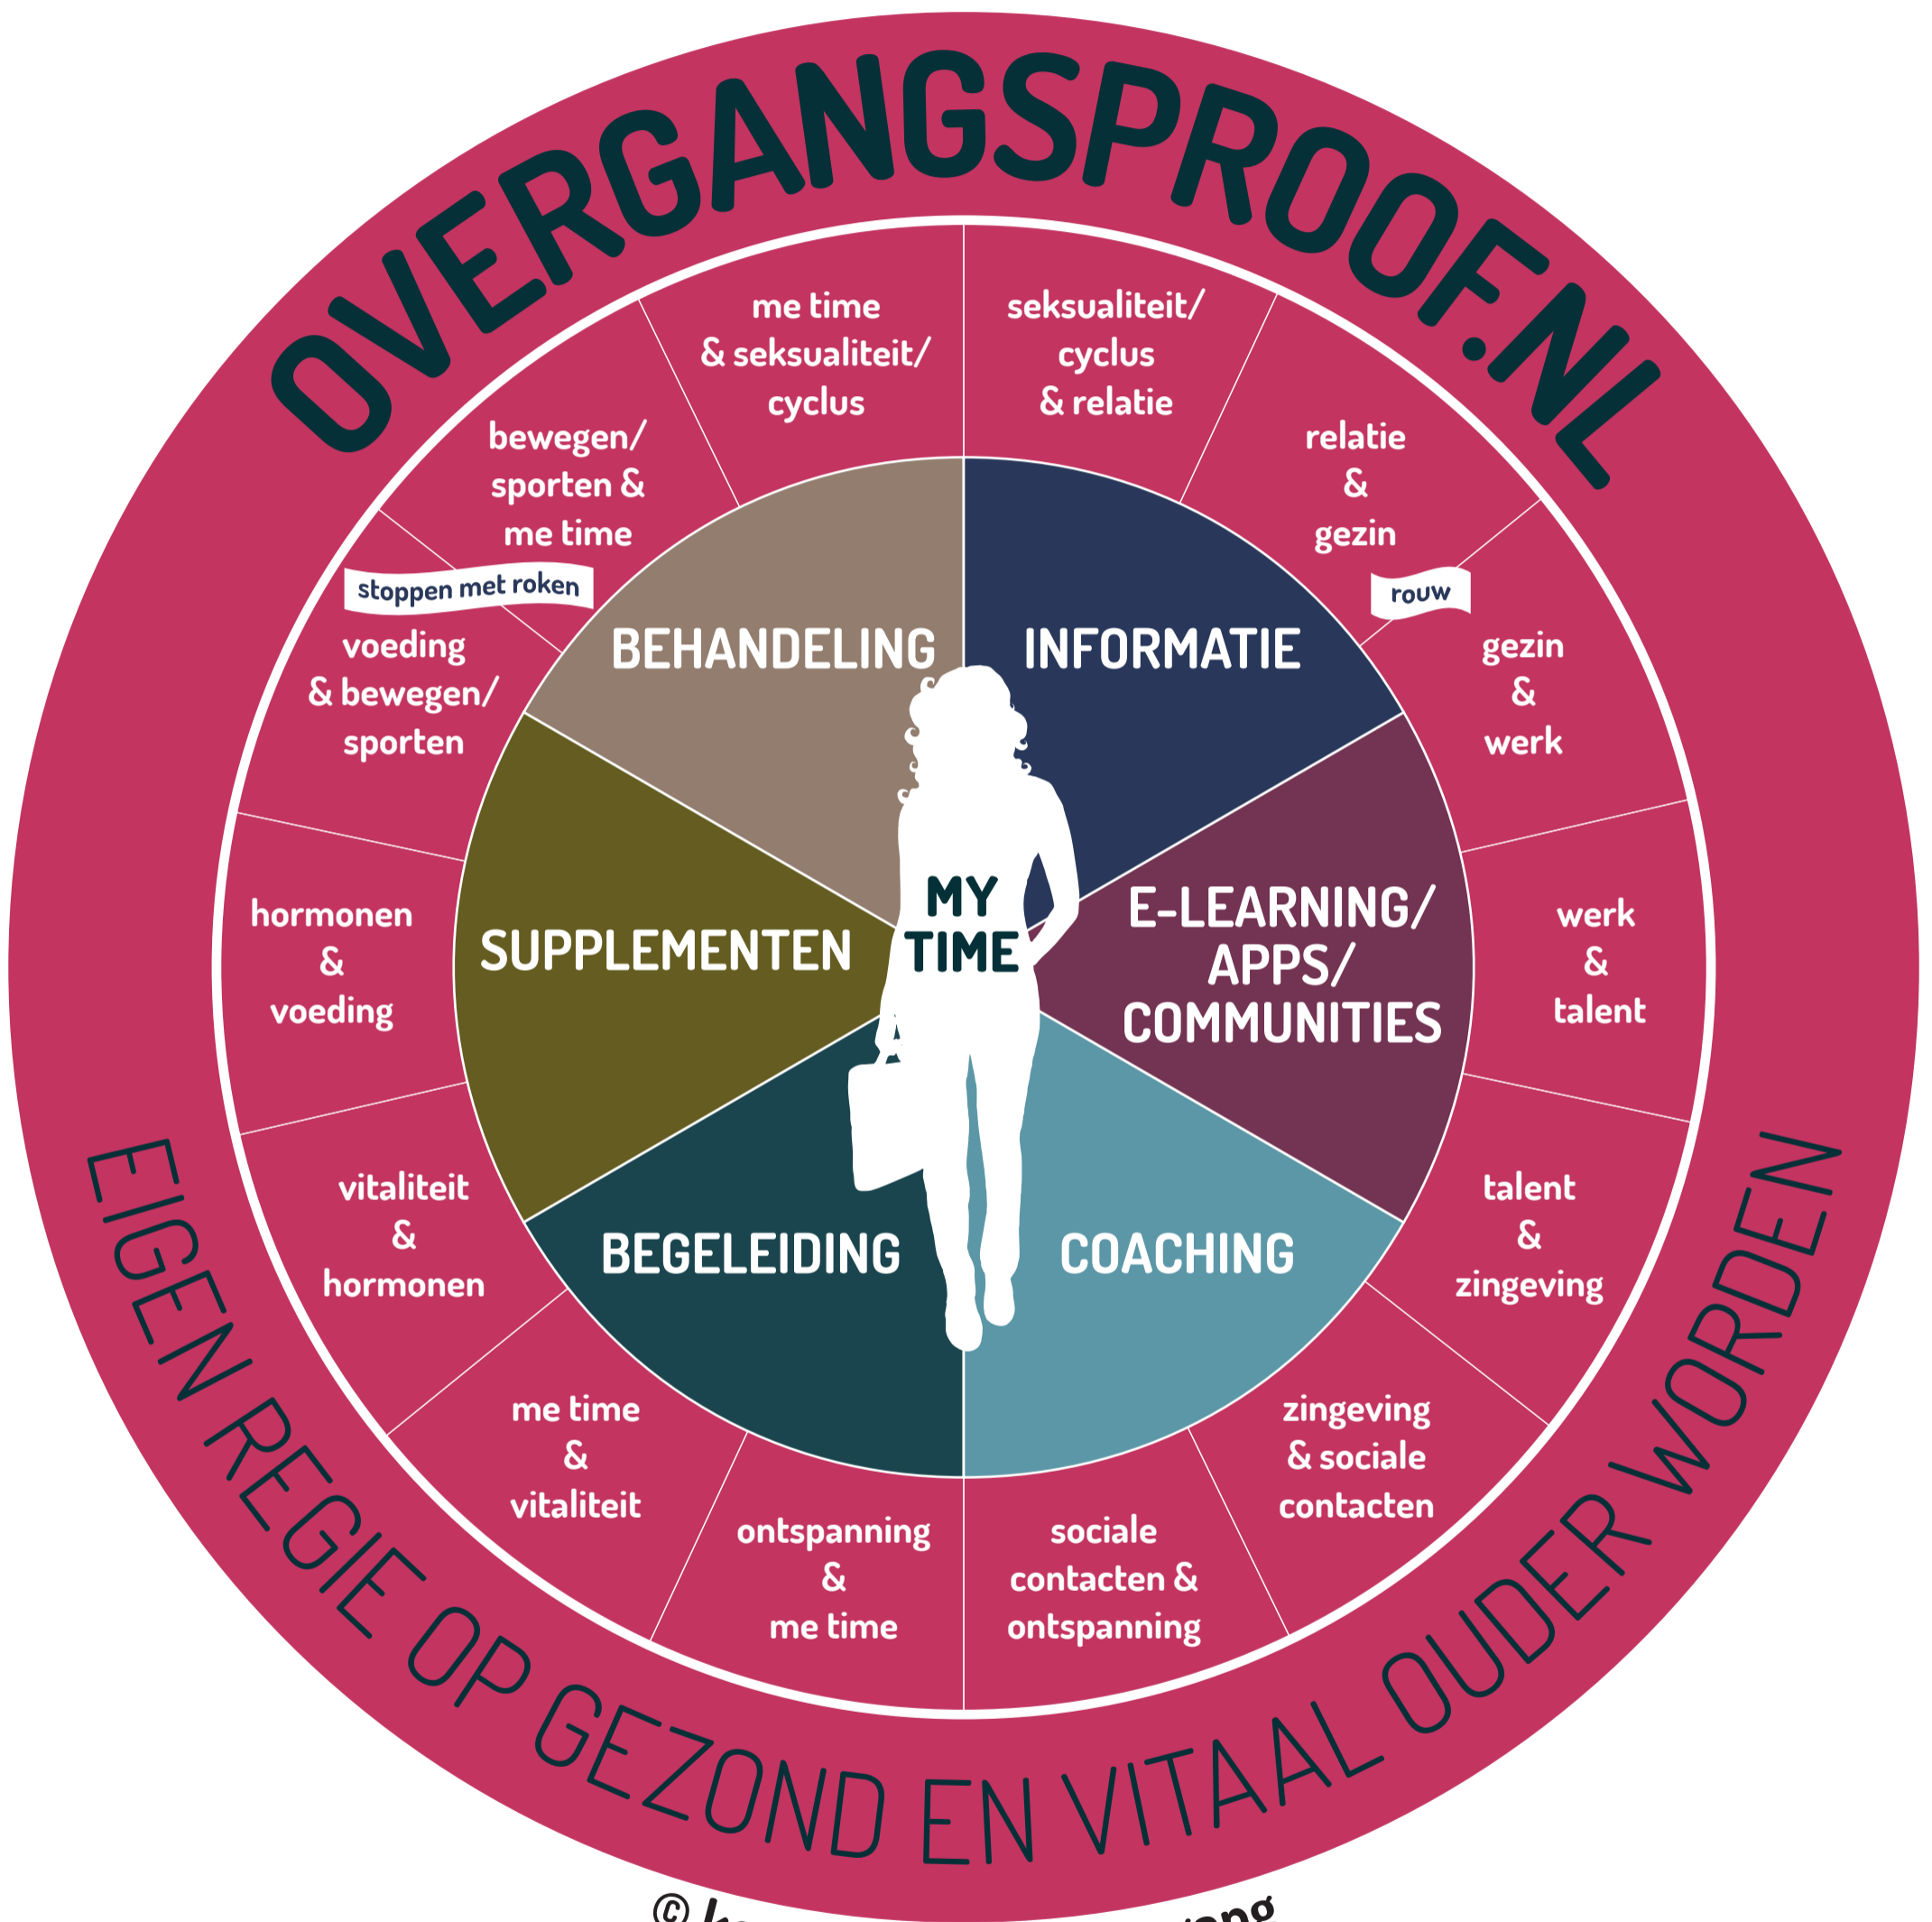 OVERGANGSPROOF.NL
me time
& seksualiteit/
cyclus
seksualiteit/
cyclus
& relatie
relatie
&
gezin
rouw
gezin
&
werk
werk
&
talent
talent
&
zingeving
zingeving
& sociale
contacten
sociale
contacten &
ontspanning
ontspanning
&
me time
me time
&
vitaliteit
vitaliteit
&
hormonen
hormonen
&
voeding
voeding
& bewegen/
sporten
stoppen met roken
bewegen/
sporten &
me time
BEHANDELING
INFORMATIE
E-LEARNING/
APPS/
COMMUNITIES
COACHING
BEGELEIDING
SUPPLEMENTEN
MY
TIME
EIGEN REGIE OP GEZOND EN VITAAL OUDER WORDEN
©